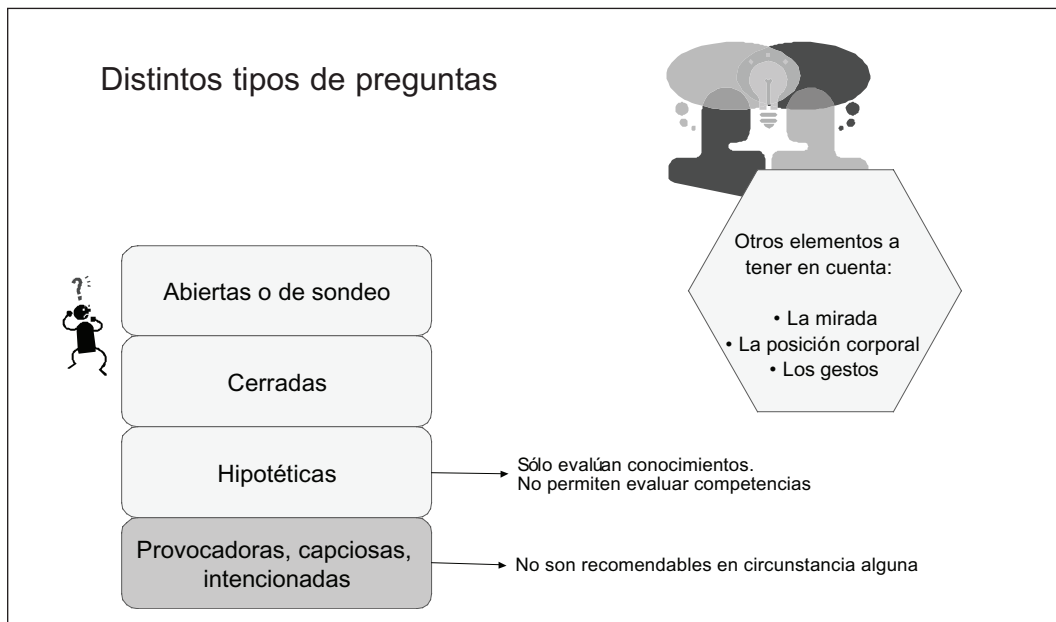 Distintos tipos de preguntas
Otros elementos a
tener en cuenta:
• La mirada
• La posición corporal
• Los gestos
?
Abiertas o de sondeo
Cerradas
Hipotéticas
Sólo evalúan conocimientos.
No permiten evaluar competencias
Provocadoras, capciosas,
intencionadas
No son recomendables en circunstancia alguna